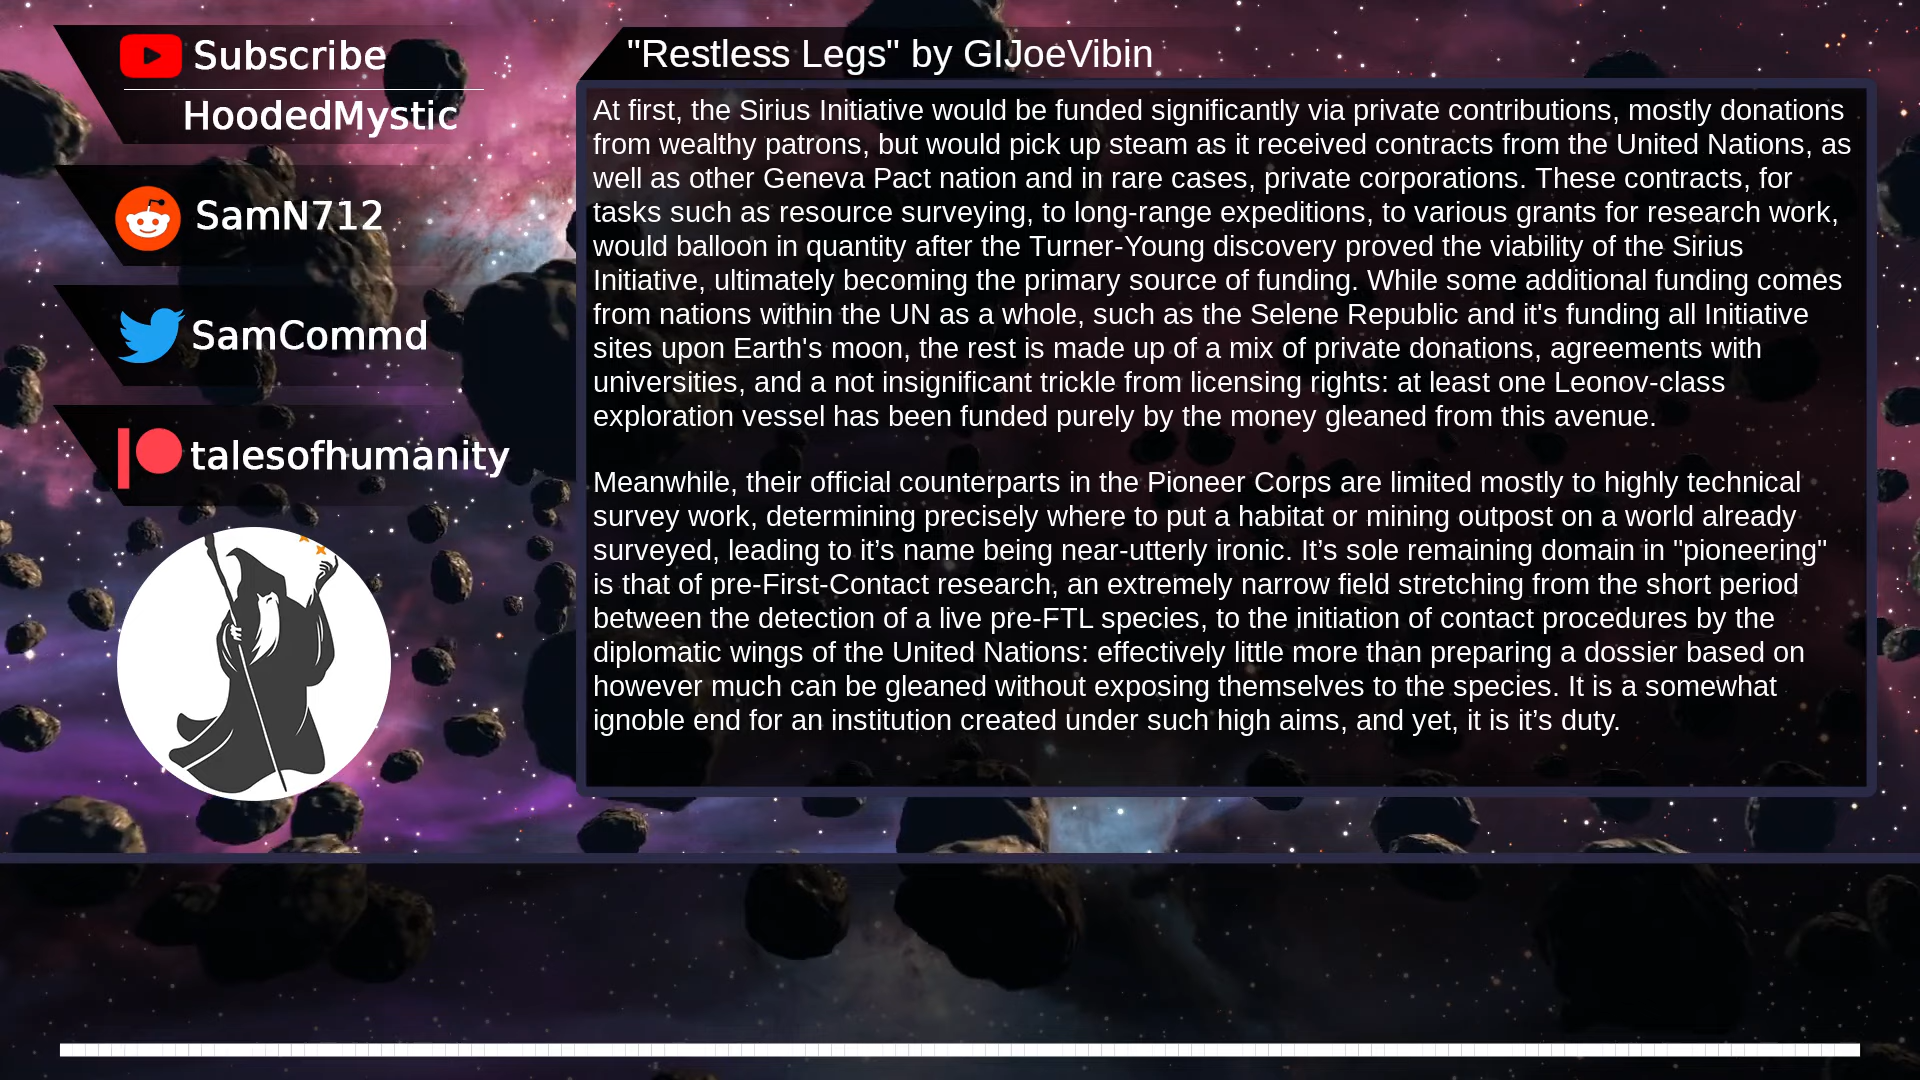 Subscribe
HoodedMystic
SamN712
SamCommd
talesofhumanity
"Restless Legs" by GIJoeVibin
At first, the Sirius Initiative would be funded significantly via private contributions, mostly donations
from wealthy patrons, but would pick up steam as it received contracts from the United Nations, as
well as other Geneva Pact nation and in rare cases, private corporations. These contracts, for
tasks such as resource surveying, to long-range expeditions, to various grants for research work,
would balloon in quantity after the Turner-Young discovery proved the viability of the Sirius
Initiative, ultimately becoming the primary source of funding. While some additional funding comes
from nations within the UN as a whole, such as the Selene Republic and it's funding all Initiative
sites upon Earth's moon, the rest is made up of a mix of private donations, agreements with
universities, and a not insignificant trickle from licensing rights: at least one Leonov-class
exploration vessel has been funded purely by the money gleaned from this avenue.
Meanwhile, their official counterparts in the Pioneer Corps are limited mostly to highly technical
survey work, determining precisely where to put a habitat or mining outpost on a world already
surveyed, leading to it’s name being near-utterly ironic. It’s sole remaining domain in "pioneering"
is that of pre-First-Contact research, an extremely narrow field stretching from the short period
between the detection of a live pre-FTL species, to the initiation of contact procedures by the
diplomatic wings of the United Nations: effectively little more than preparing a dossier based on
however much can be gleaned without exposing themselves to the species. It is a somewhat
ignoble end for an institution created under such high aims, and yet, it is it’s duty.